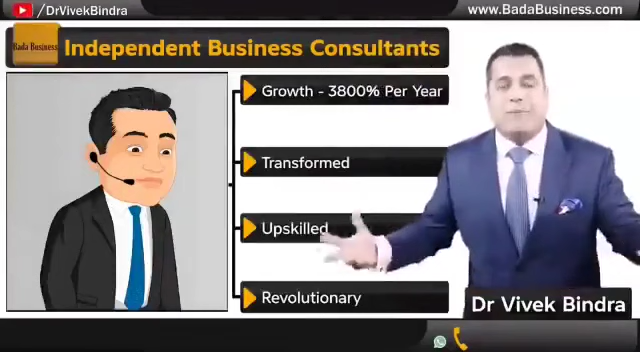 /DrVivekBindra
www.BadaBusiness.com
Bada Business
Independent Business Consultants
Growth - 3800% Per Year
Transformed
Upskilled
Revolutionary
Dr Vivek Bindra